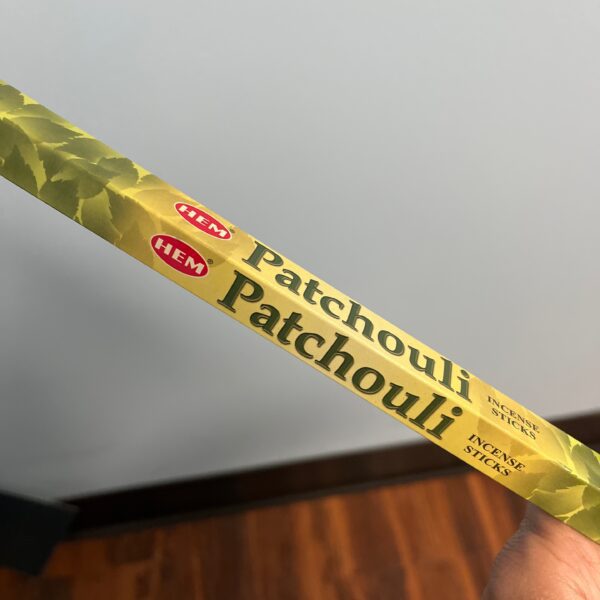 HEM®
Patchouli
INCENSE
STICKS
HEM®
Patchouli
INCENSE
STICKS